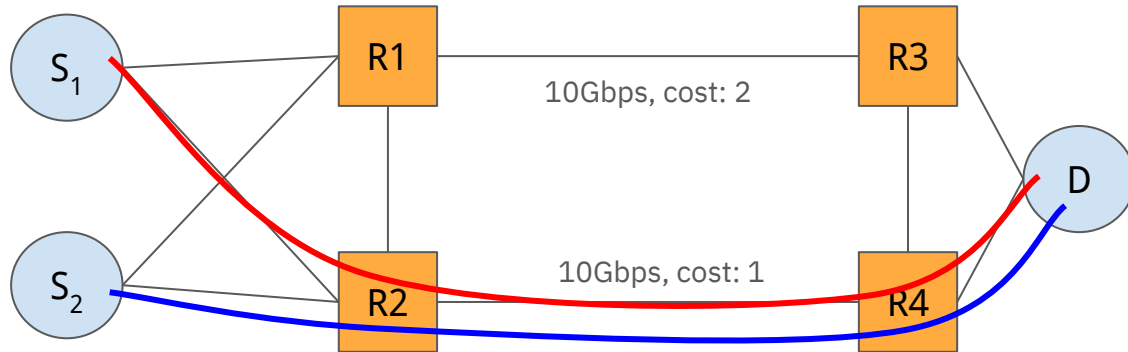 S1
R1
R3
10Gbps, cost: 2
D
S2
R2
10Gbps, cost: 1
R4